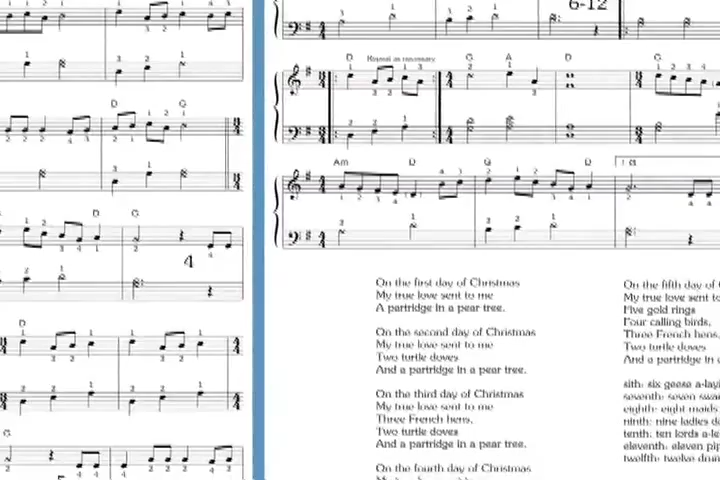 D G
D G
4
D
G
6-12
D Repeat as necessary G A D G
Am D G D 1 G
On the first day of Christmas
My true love sent to me
A partridge in a pear tree.
On the second day of Christmas
My true love sent to me
Two turtle doves
And a partridge in a pear tree.
On the third day of Christmas
My true love sent to me
Three French hens,
Two turtle doves
And a partridge in a pear tree.
On the fourth day of Christmas
On the fifth day of
My true love sent to
Five gold rings
Four calling birds,
Three French hens,
Two turtle doves
And a partridge in
sith: six geese a-layi
seventh: seven swa
eighth: eight maids
ninth: nine ladies da
tenth: ten lords a-le
eleventh: eleven pip
twelfth: twelve drum